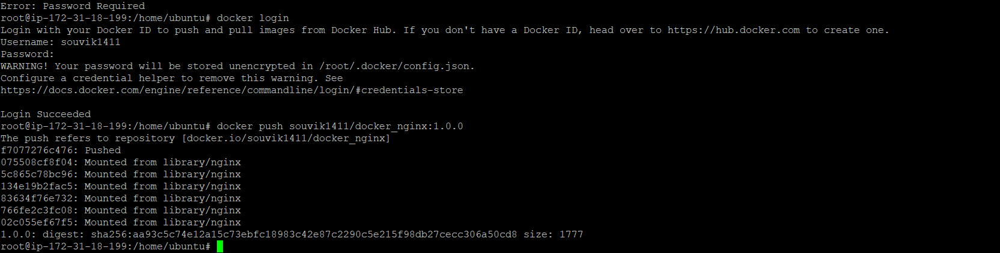 Error: Password Required
root@ip-172-31-18-199:/home/ubuntu# docker login
Login with your Docker ID to push and pull images from Docker Hub. If you don't have a Docker ID, head over to https://hub.docker.com to create one.
Username: souvik1411
Password:
WARNING! Your password will be stored unencrypted in /root/.docker/config.json.
Configure a credential helper to remove this warning. See
https://docs.docker.com/engine/reference/commandline/login/#credentials-store

Login Succeeded
root@ip-172-31-18-199:/home/ubuntu# docker push souvik1411/docker_nginx:1.0.0
The push refers to repository [docker.io/souvik1411/docker_nginx]
f7077276c476: Pushed
075508cf8f04: Mounted from library/nginx
5c865c78bc96: Mounted from library/nginx
134e19b2fac5: Mounted from library/nginx
83634f76e732: Mounted from library/nginx
766fe2c3fc08: Mounted from library/nginx
02c055ef67f5: Mounted from library/nginx
1.0.0: digest: sha256:aa93c5c74e12a15c73ebfc18983c42e87c2290c5e215f98db27cecc306a50cd8 size: 1777
root@ip-172-31-18-199:/home/ubuntu#